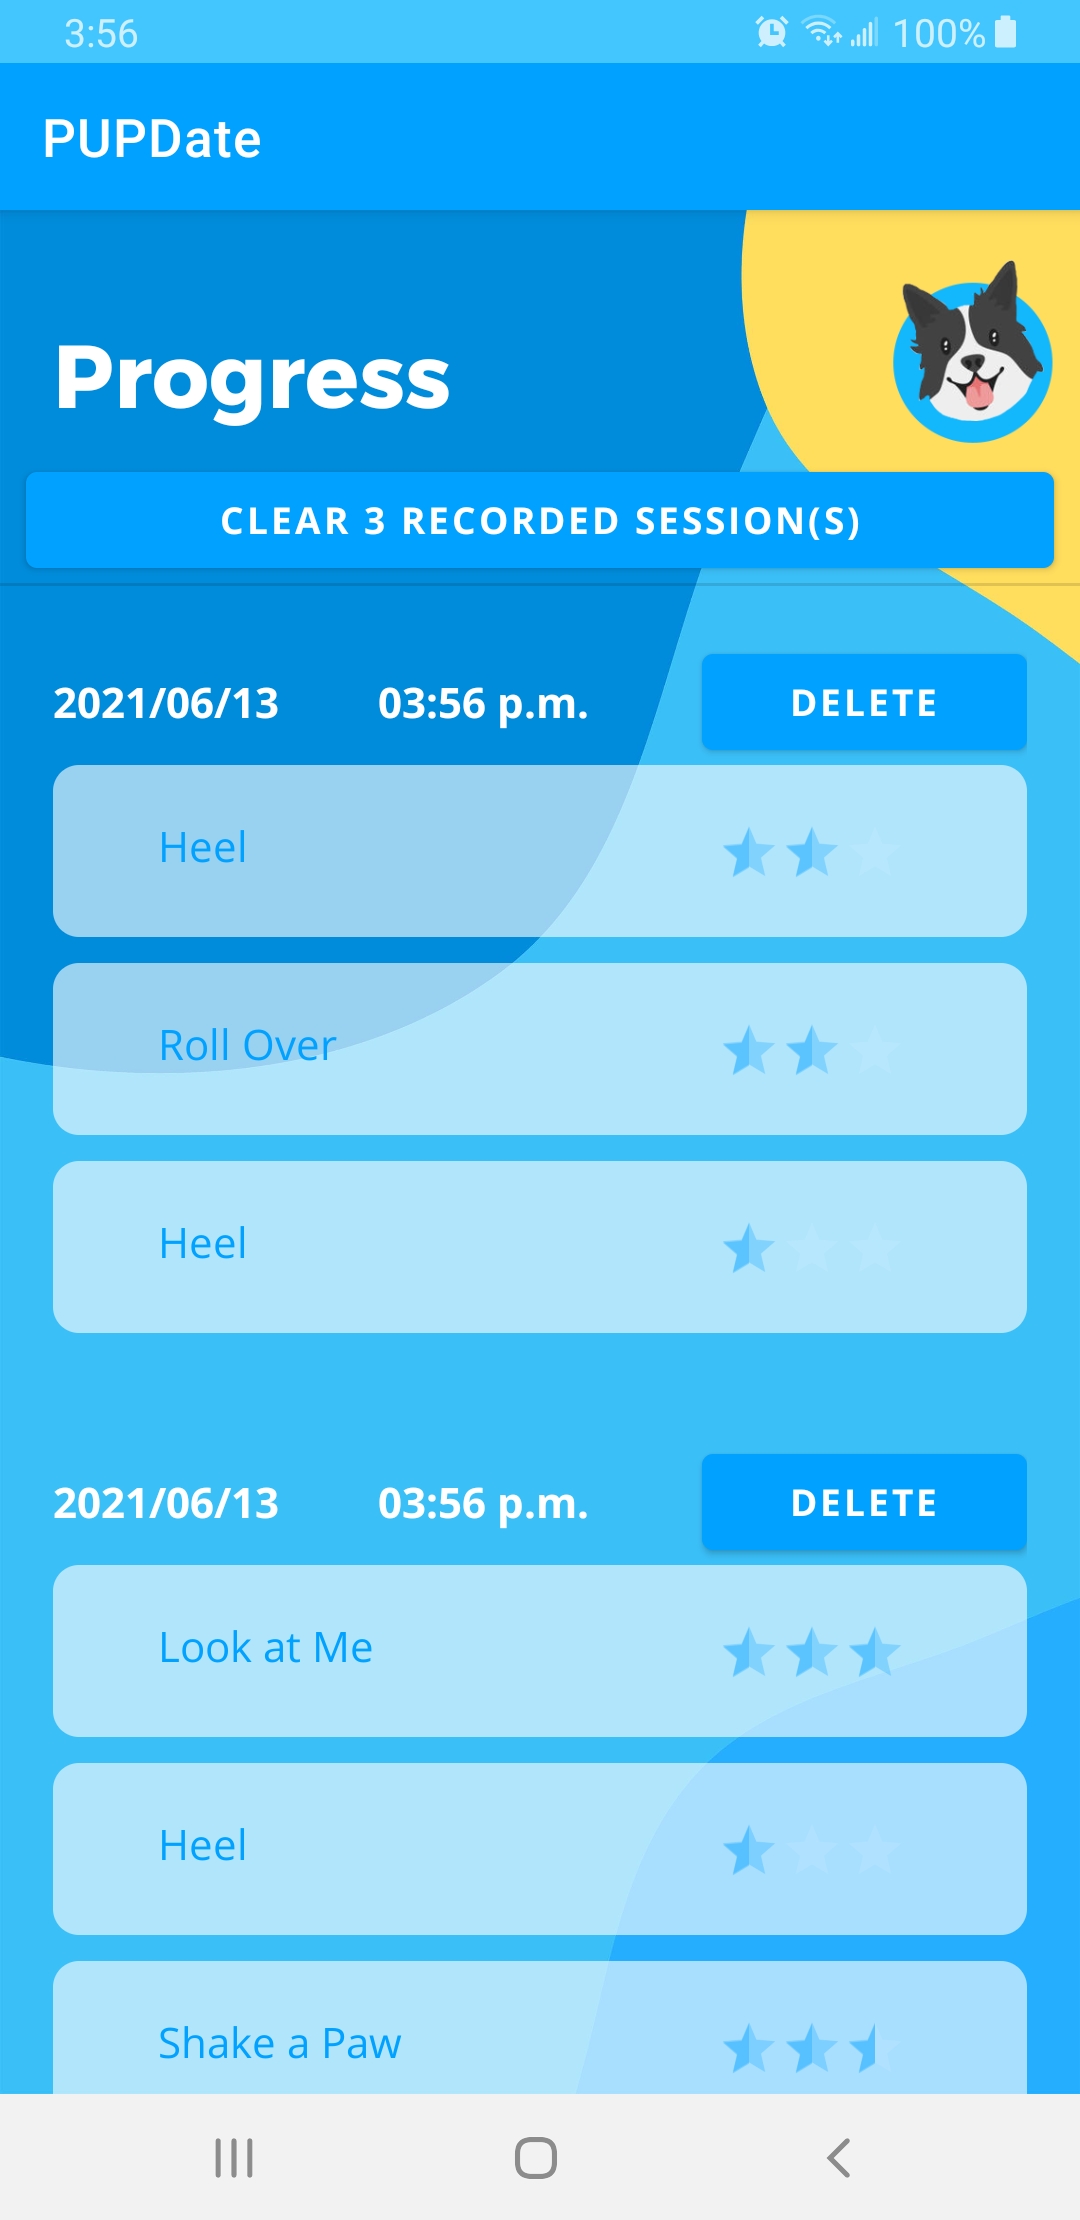 3:56 100%
PUPDate
Progress
CLEAR 3 RECORDED SESSION(S)
2021/06/13 03:56 p.m. DELETE
Heel
Roll Over
Heel
2021/06/13 03:56 p.m. DELETE
Look at Me
Heel
Shake a Paw